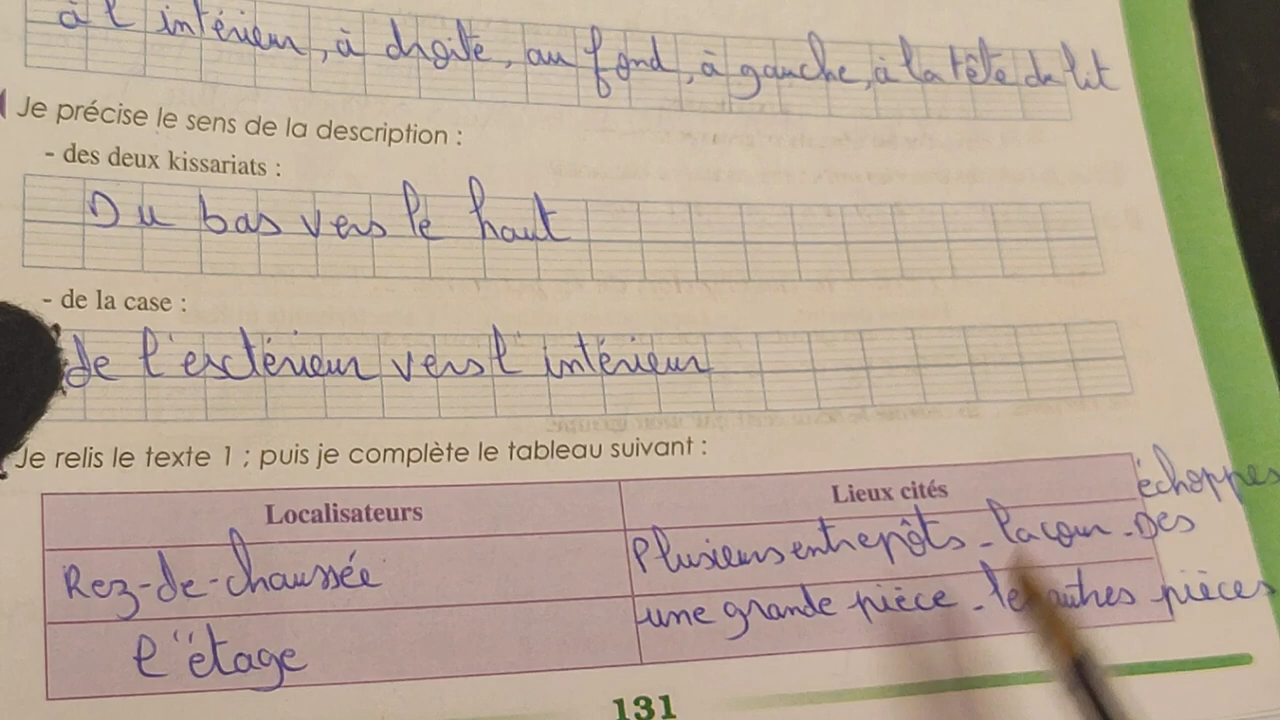 à l'intérieur, à droite, au fond, à gauche, à la tête du lit
Je précise le sens de la description :
- des deux kissariats :
Du bas vers le haut
- de la case :
de l'extérieur vers l'intérieur
Je relis le texte 1 ; puis je complète le tableau suivant :
Localisateurs
Lieux cités
échoppes
Rez-de-chaussée
Plusieurs entrepôts - la cour - Des
l'étage
une grande pièce - les autres pièces
131